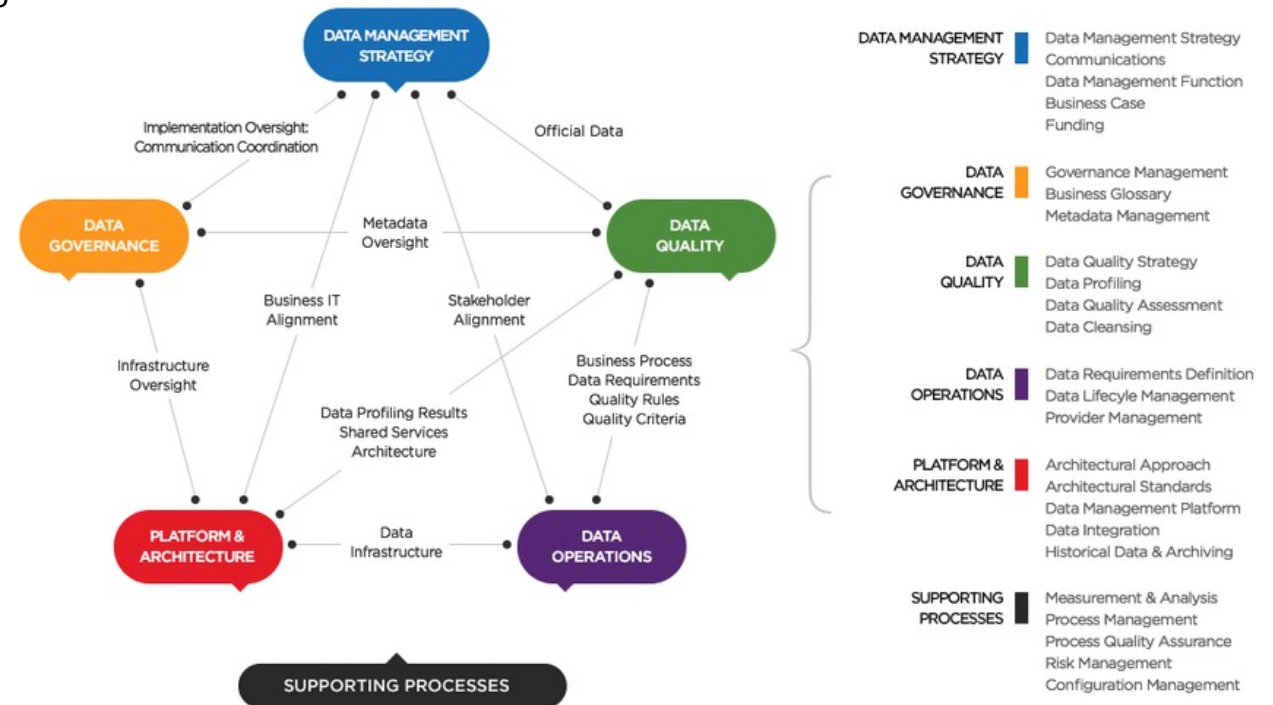 DATA MANAGEMENT
STRATEGY
Implementation Oversight:
Communication Coordination
Official Data
DATA
GOVERNANCE
Metadata
Oversight
DATA
QUALITY
Business IT
Alignment
Stakeholder
Alignment
Infrastructure
Oversight
Business Process
Data Requirements
Quality Rules
Quality Criteria
Data Profiling Results
Shared Services
Architecture
PLATFORM &
ARCHITECTURE
Data
Infrastructure
DATA
OPERATIONS
SUPPORTING PROCESSES
DATA MANAGEMENT
STRATEGY
Data Management Strategy
Communications
Data Management Function
Business Case
Funding
DATA
GOVERNANCE
Governance Management
Business Glossary
Metadata Management
DATA
QUALITY
Data Quality Strategy
Data Profiling
Data Quality Assessment
Data Cleansing
DATA
OPERATIONS
Data Requirements Definition
Data Lifecyle Management
Provider Management
PLATFORM &
ARCHITECTURE
Architectural Approach
Architectural Standards
Data Management Platform
Data Integration
Historical Data & Archiving
SUPPORTING
PROCESSES
Measurement & Analysis
Process Management
Process Quality Assurance
Risk Management
Configuration Management